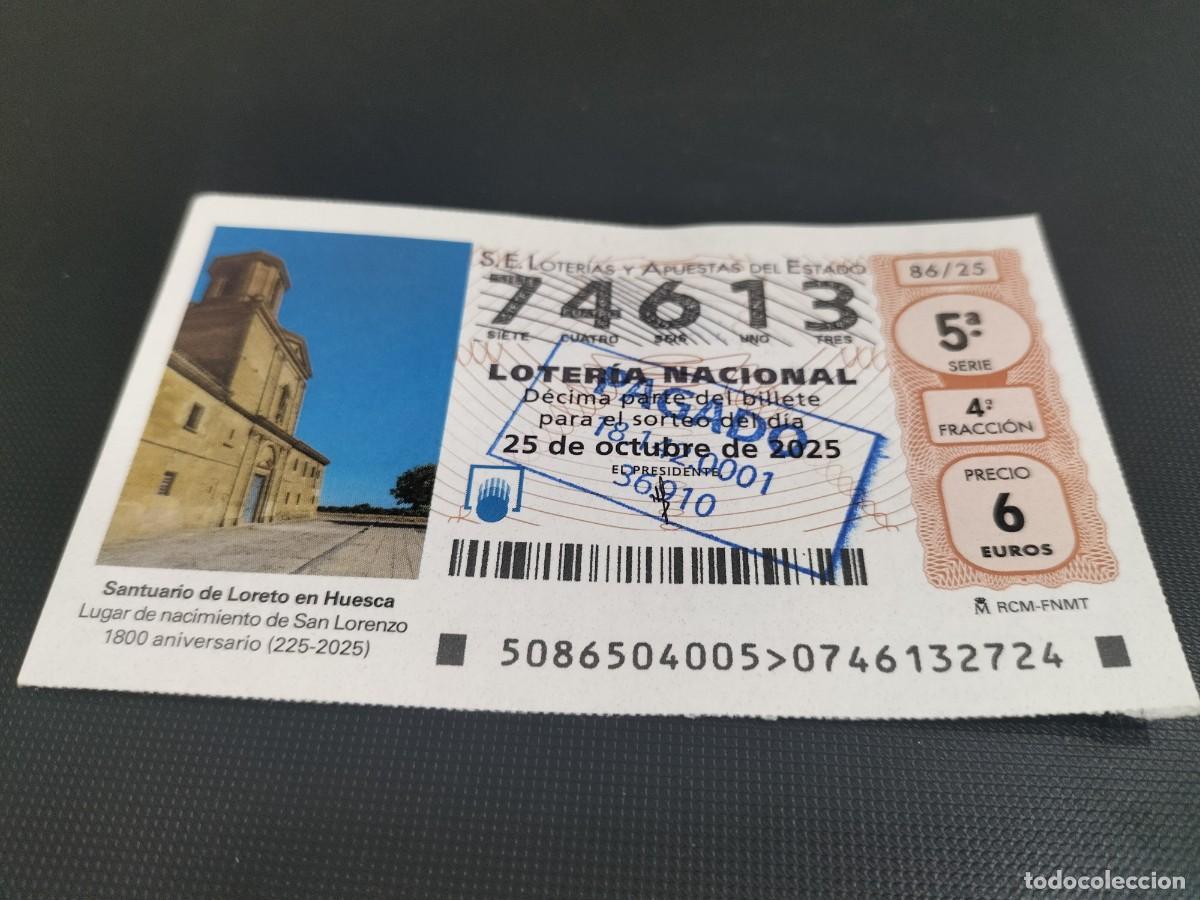 S.E. LOTERÍAS Y APUESTAS DEL ESTADO
74613
SIETE CUATRO SEIS UNO TRES
LOTERÍA NACIONAL
Décima parte del billete
para el sorteo del día
25 de octubre de 2025
EL PRESIDENTE,
PAGADO
36910
86/25
5ª
SERIE
4ª
FRACCIÓN
PRECIO
6
EUROS
RCM-FNMT
Santuario de Loreto en Huesca
Lugar de nacimiento de San Lorenzo
1800 aniversario (225-2025)
5086504005>0746132724
todocoleccion